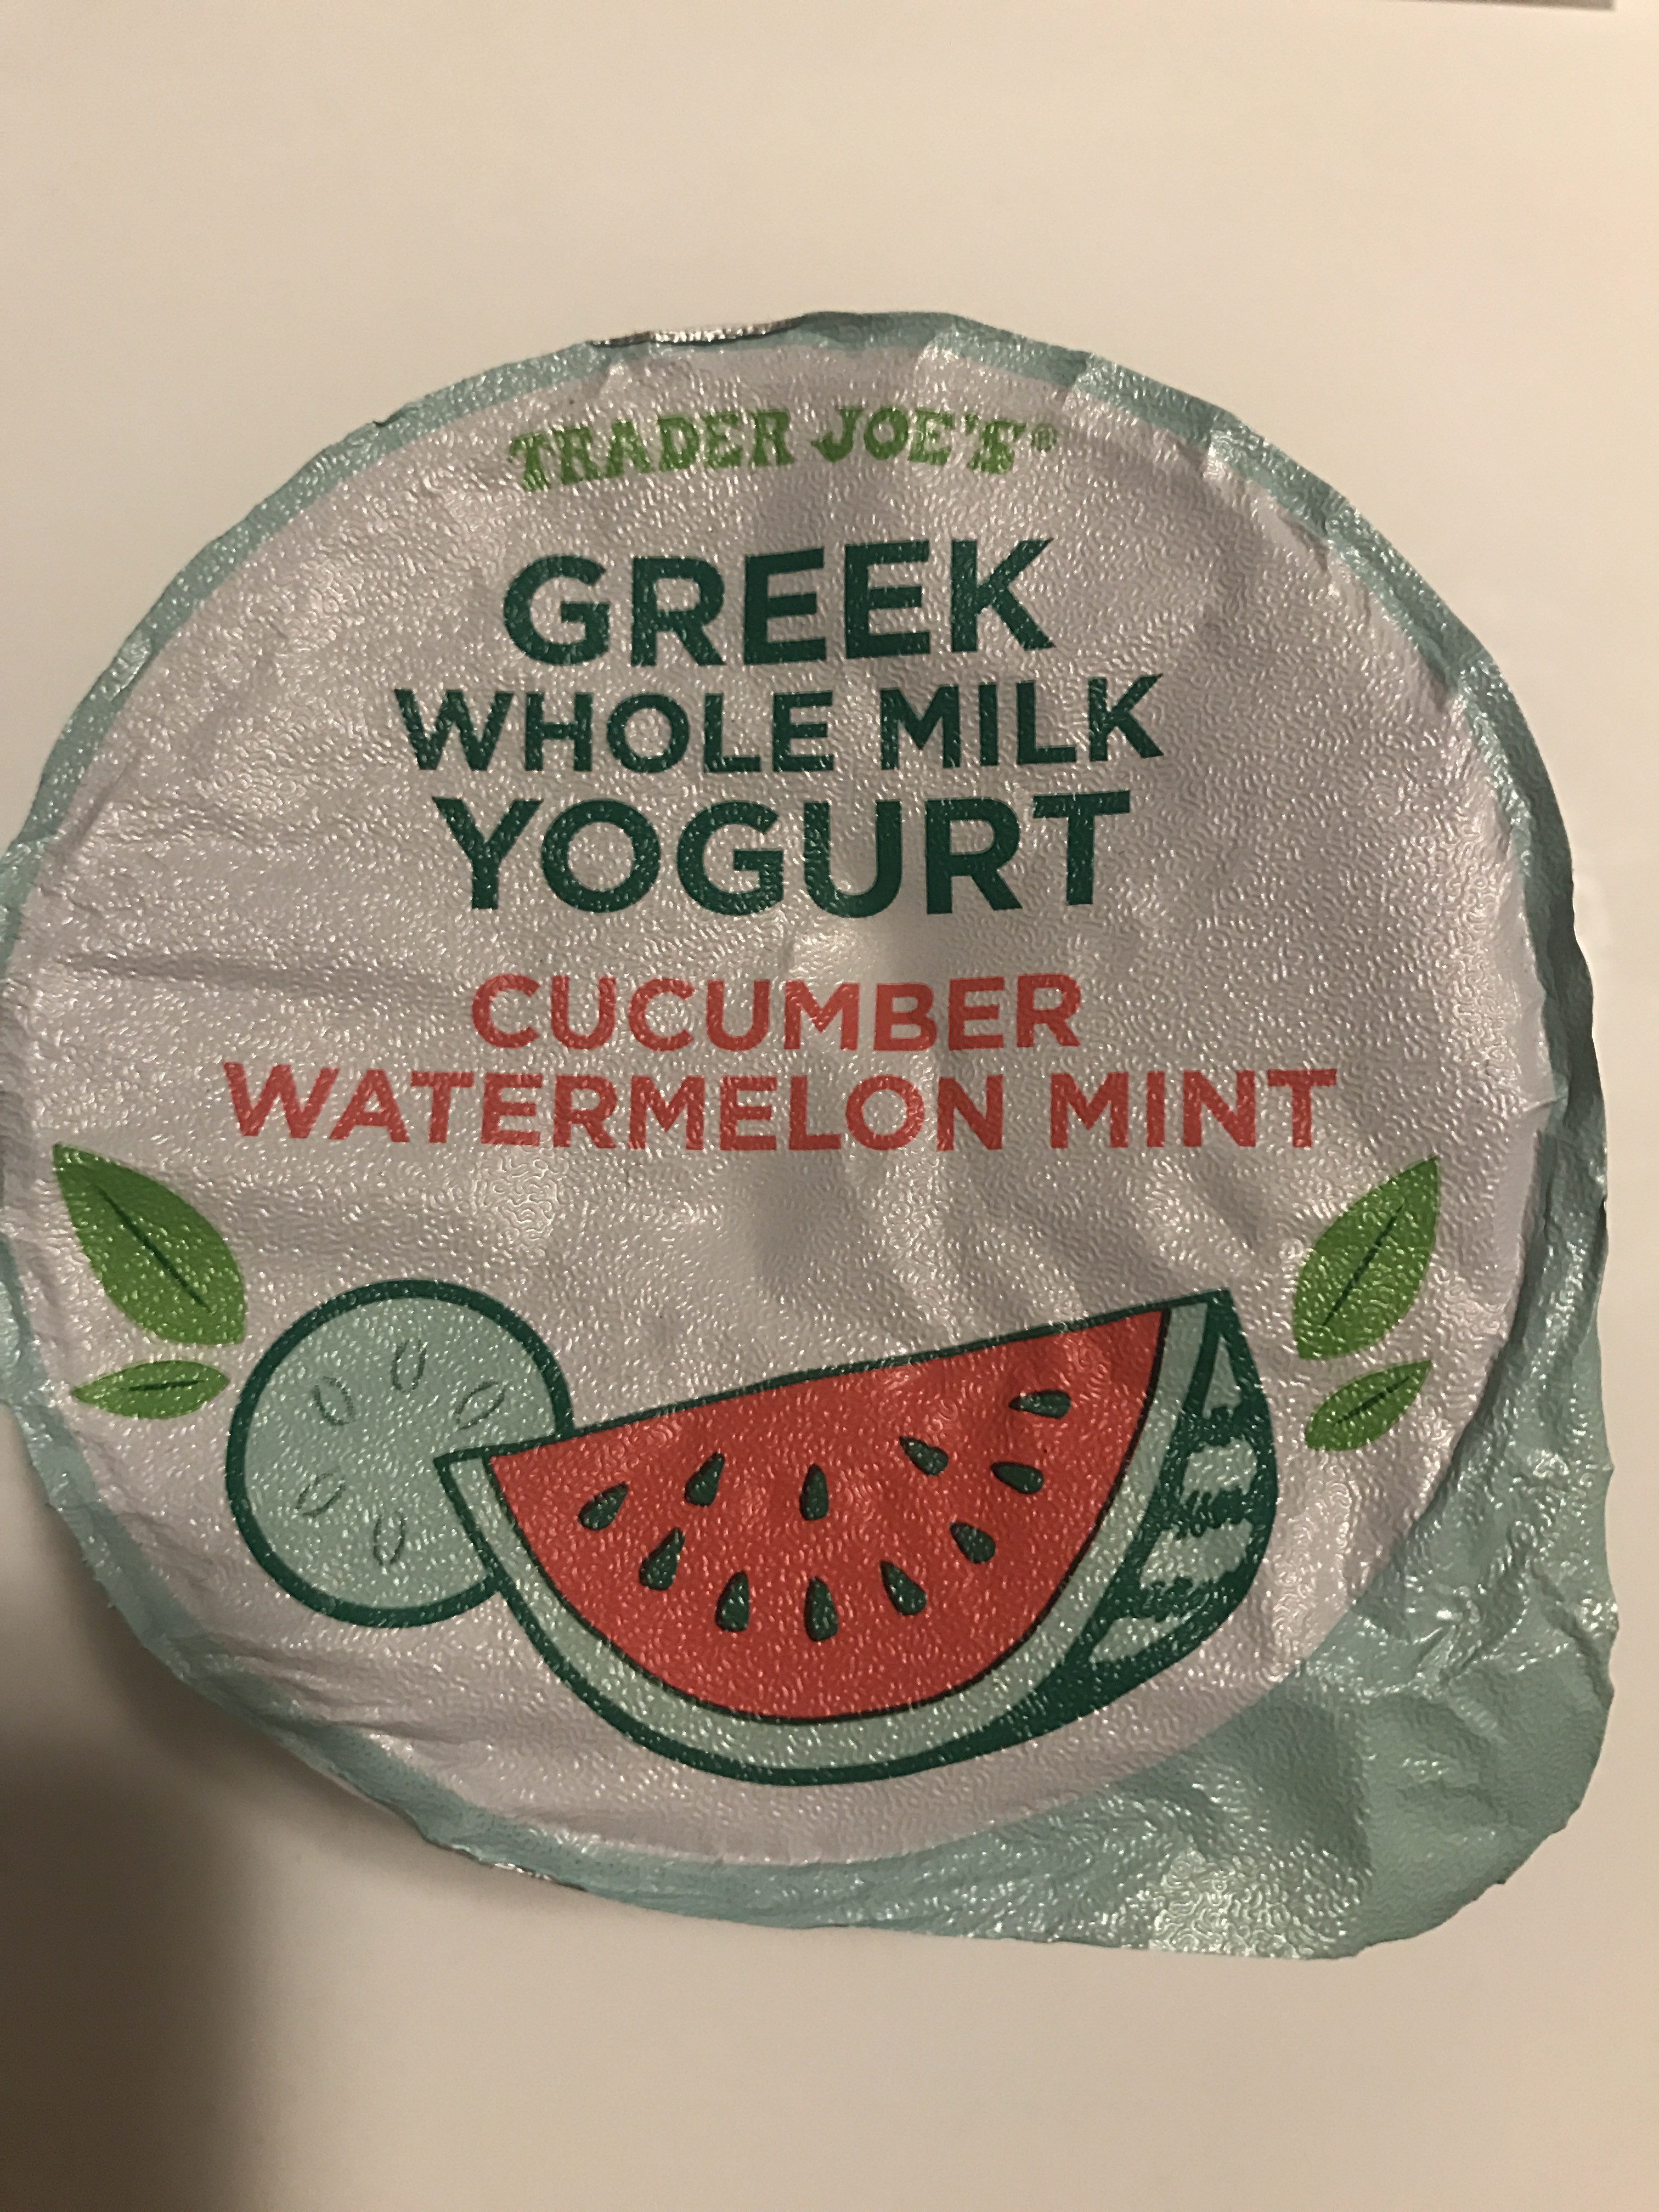 TRADER JOE'S®
GREEK
WHOLE MILK
YOGURT
CUCUMBER
WATERMELON MINT